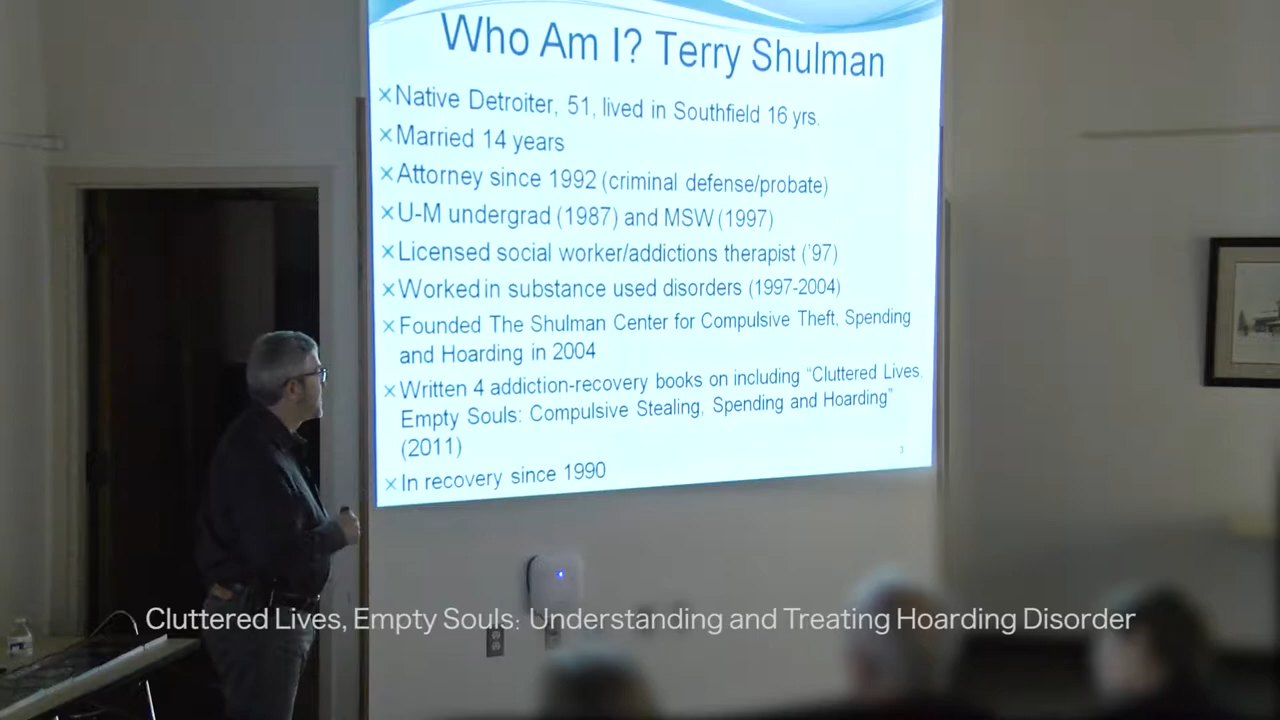 Who Am I? Terry Shulman
×Native Detroiter, 51, lived in Southfield 16 yrs.
×Married 14 years
×Attorney since 1992 (criminal defense/probate)
×U-M undergrad (1987) and MSW (1997)
×Licensed social worker/addictions therapist ('97)
×Worked in substance used disorders (1997-2004)
×Founded The Shulman Center for Compulsive Theft, Spending
and Hoarding in 2004
×Written 4 addiction-recovery books on including “Cluttered Lives,
Empty Souls: Compulsive Stealing, Spending and Hoarding”
(2011)
3
×In recovery since 1990
Cluttered Lives, Empty Souls: Understanding and Treating Hoarding Disorder